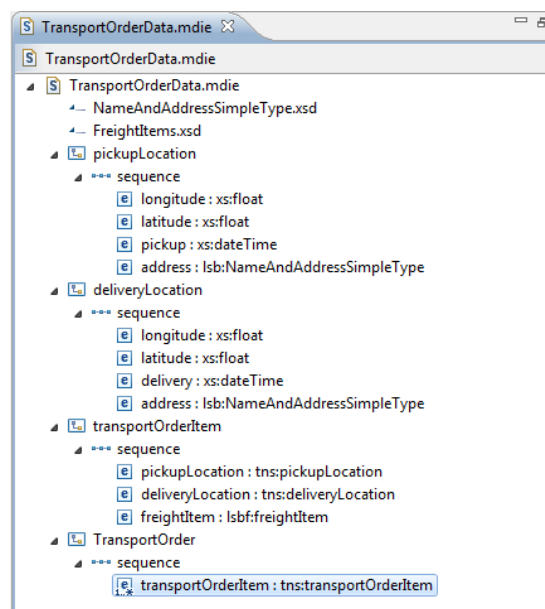 TransportOrderData.mdie
TransportOrderData.mdie
TransportOrderData.mdie
NameAndAddressSimpleType.xsd
FreightItems.xsd
pickupLocation
sequence
longitude : xs:float
latitude : xs:float
pickup : xs:dateTime
address : lsb:NameAndAddressSimpleType
deliveryLocation
sequence
longitude : xs:float
latitude : xs:float
delivery : xs:dateTime
address : lsb:NameAndAddressSimpleType
transportOrderItem
sequence
pickupLocation : tns:pickupLocation
deliveryLocation : tns:deliveryLocation
freightItem : lsbf:freightItem
TransportOrder
sequence
transportOrderItem : tns:transportOrderItem